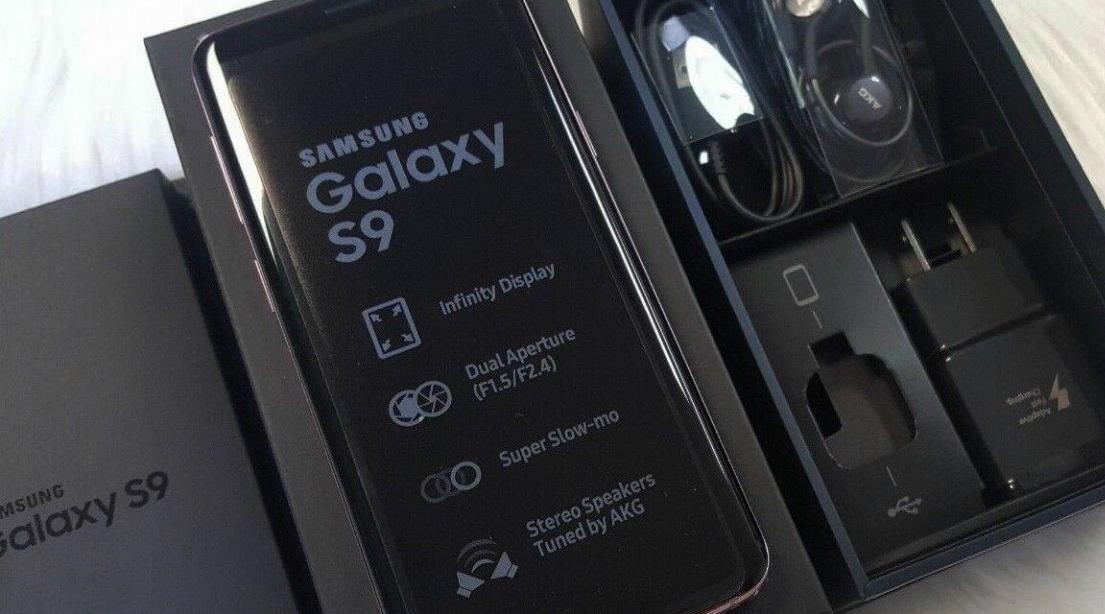 SAMSUNG
Galaxy
S9
Infinity Display
Dual Aperture
(F1.5/F2.4)
Super Slow-mo
Stereo Speakers
Tuned by AKG
Galaxy S9
AKG
Adaptive
Fast
Charging